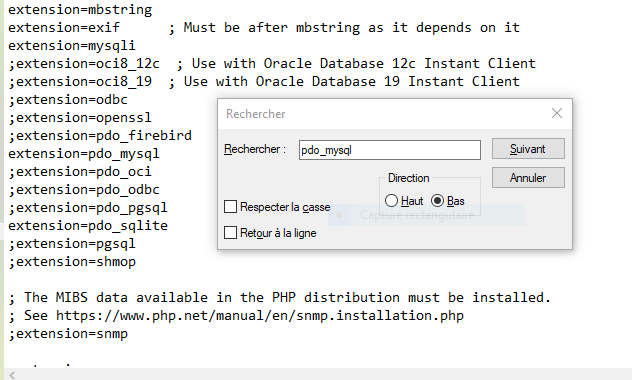 extension=mbstring
extension=exif      ; Must be after mbstring as it depends on it
extension=mysqli
;extension=oci8_12c  ; Use with Oracle Database 12c Instant Client
;extension=oci8_19  ; Use with Oracle Database 19 Instant Client
;extension=odbc
;extension=openssl
;extension=pdo_firebird
extension=pdo_mysql
;extension=pdo_oci
;extension=pdo_odbc
;extension=pdo_pgsql
extension=pdo_sqlite
;extension=pgsql
;extension=shmop
; The MIBS data available in the PHP distribution must be installed.
; See https://www.php.net/manual/en/snmp.installation.php
;extension=snmp
Rechercher
Rechercher : pdo_mysql Suivant
Annuler
Direction
Haut Bas
Respecter la casse
Capture rectangulaire
Retour à la ligne